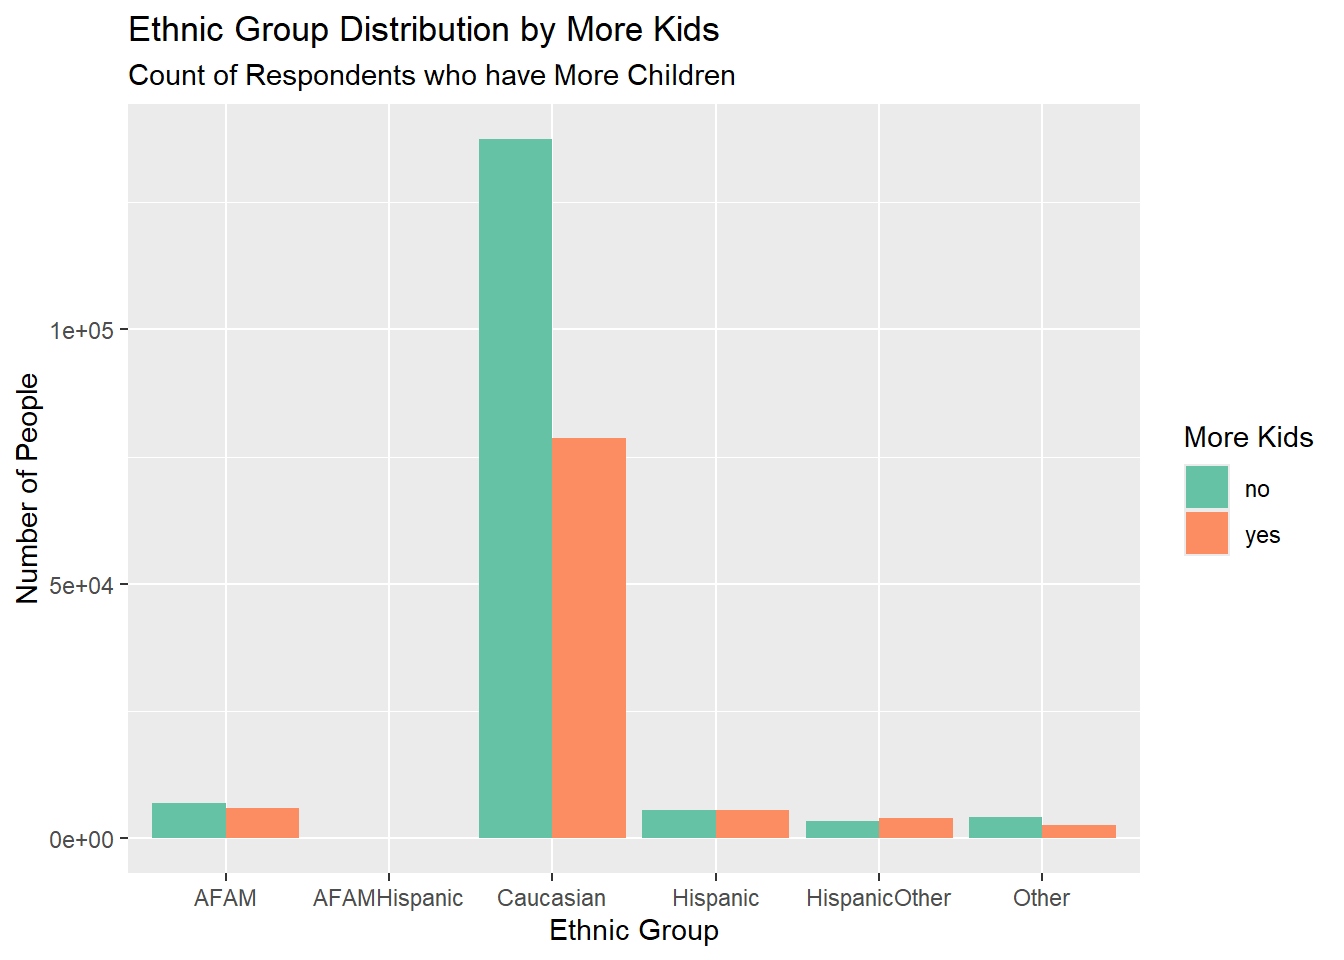 Ethnic Group Distribution by More Kids
Count of Respondents who have More Children
Number of People
1e+05
5e+04
0e+00
AFAM
AFAMHispanic
Caucasian
Hispanic
HispanicOther
Other
Ethnic Group
More Kids
no
yes